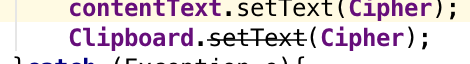 contentText.setText(Cipher);
Clipboard.setText(Cipher);
}catch (Exception e){